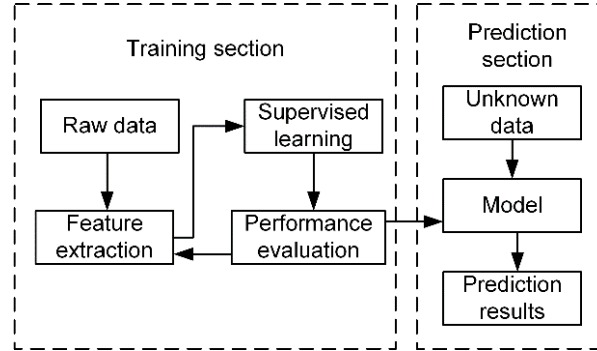 Training section
Raw data
Feature
extraction
Supervised
learning
Performance
evaluation
Prediction
section
Unknown
data
Model
Prediction
results